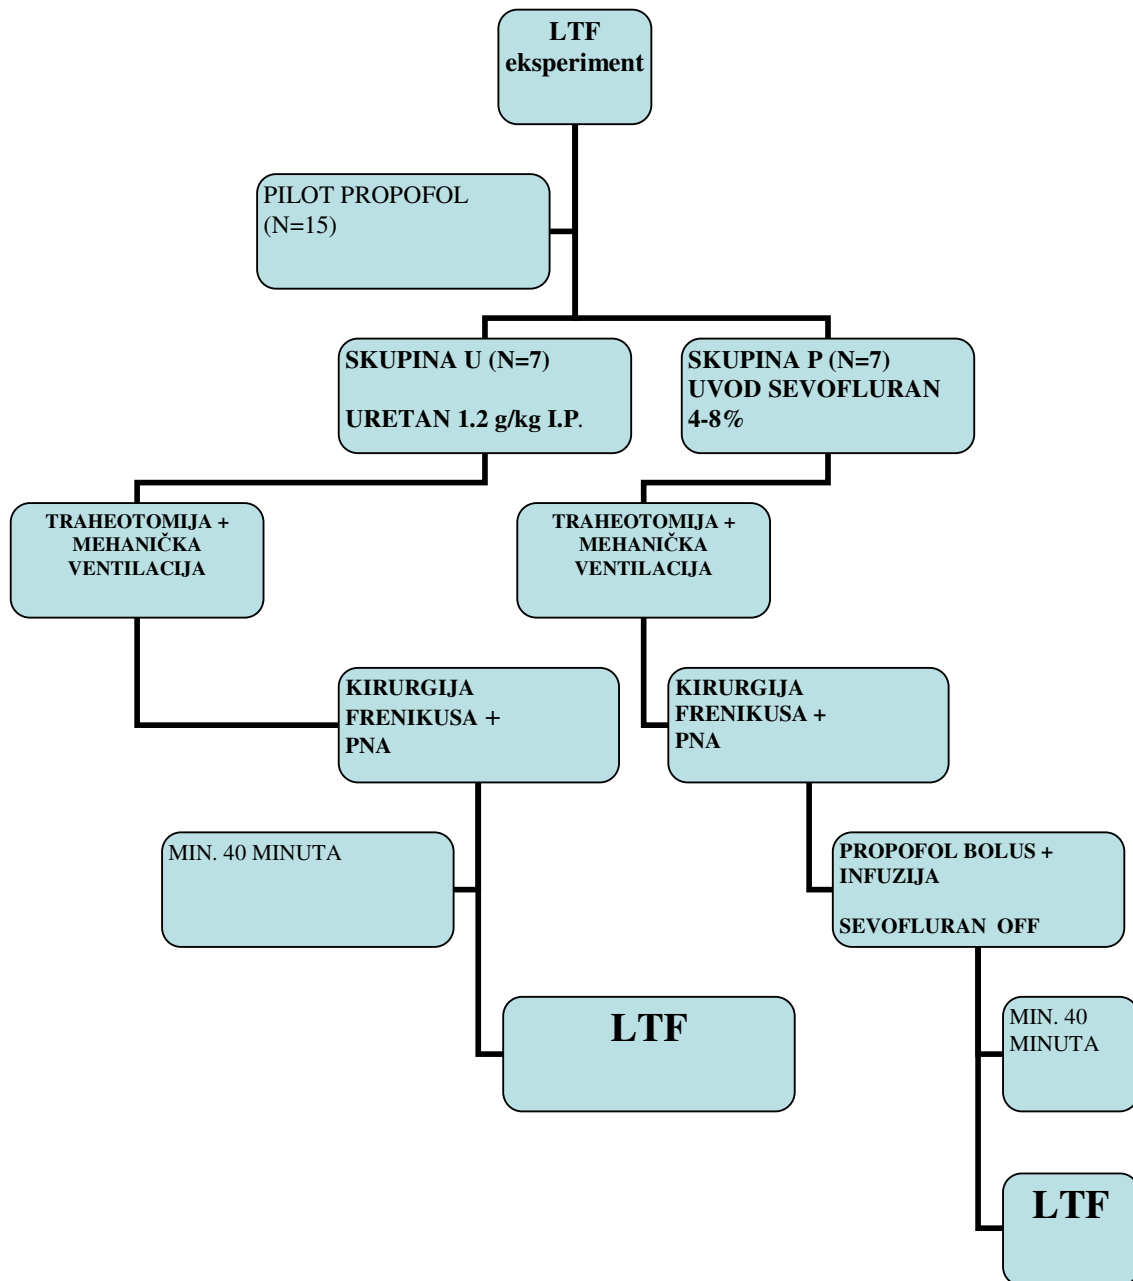 LTF
eksperiment
PILOT PROPOFOL
(N=15)
SKUPINA U (N=7)
URETAN 1.2 g/kg I.P.
SKUPINA P (N=7)
UVOD SEVOFLURAN
4-8%
TRAHEOTOMIJA +
MEHANIČKA
VENTILACIJA
TRAHEOTOMIJA +
MEHANIČKA
VENTILACIJA
KIRURGIJA
FRENIKUSA +
PNA
KIRURGIJA
FRENIKUSA +
PNA
MIN. 40 MINUTA
PROPOFOL BOLUS +
INFUZIJA
SEVOFLURAN OFF
LTF
MIN. 40
MINUTA
LTF